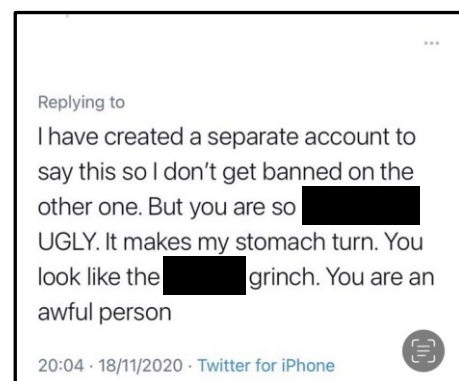 Replying to
I have created a separate account to
say this so I don't get banned on the
other one. But you are so
UGLY. It makes my stomach turn. You
look like the grinch. You are an
awful person
20:04 · 18/11/2020 · Twitter for iPhone